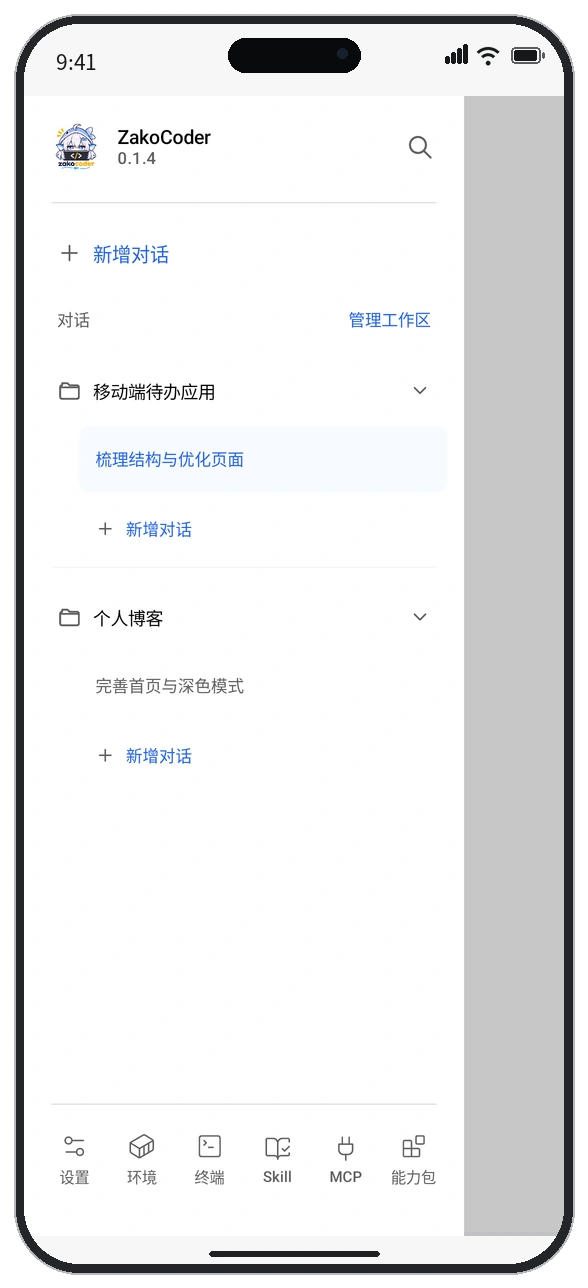 9:41
ZakoCoder
0.1.4
</>
zakocoder
新增对话
对话 管理工作区
移动端待办应用
梳理结构与优化页面
新增对话
个人博客
完善首页与深色模式
新增对话
设置 环境 终端 Skill MCP 能力包